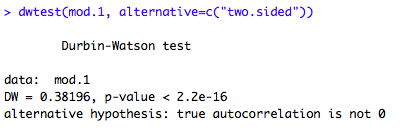 > dwtest(mod.1, alternative=c("two.sided"))
Durbin-Watson test
data:  mod.1
DW = 0.38196, p-value < 2.2e-16
alternative hypothesis: true autocorrelation is not 0